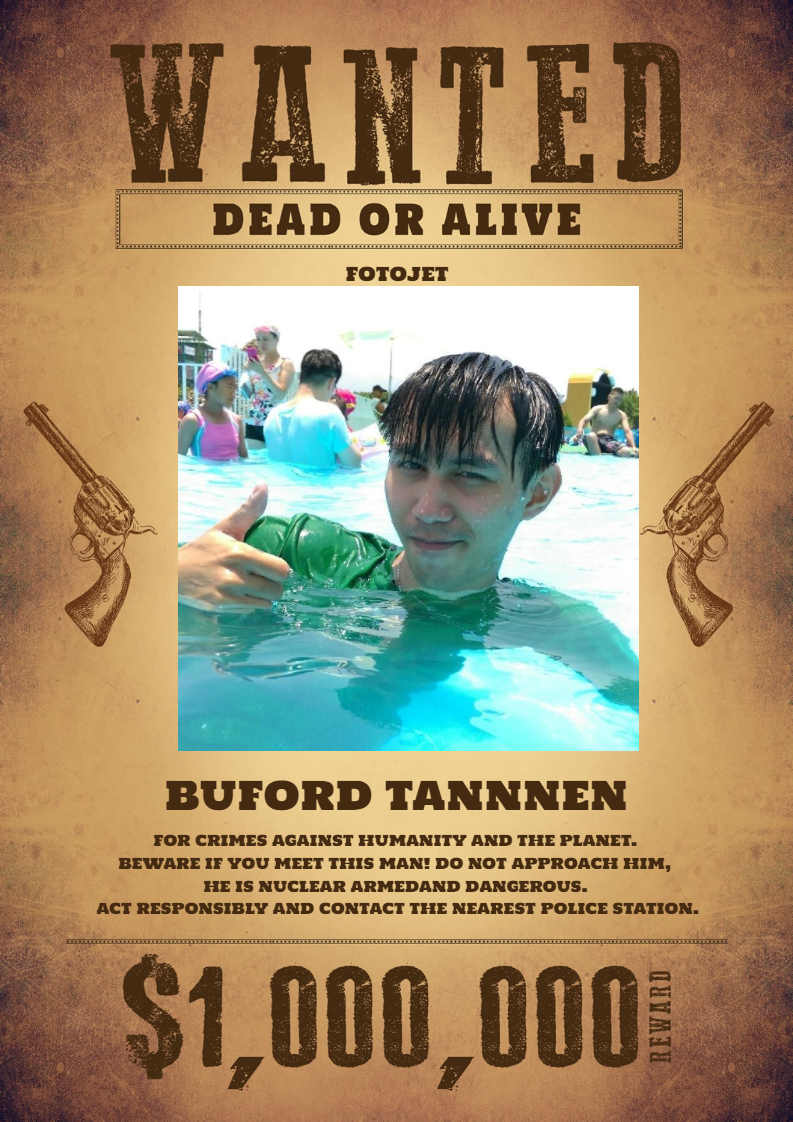 WANTED
DEAD OR ALIVE
FOTOJET
BUFORD TANNNEN
FOR CRIMES AGAINST HUMANITY AND THE PLANET.
BEWARE IF YOU MEET THIS MAN! DO NOT APPROACH HIM,
HE IS NUCLEAR ARMEDAND DANGEROUS.
ACT RESPONSIBLY AND CONTACT THE NEAREST POLICE STATION.
$1,000,000
REWARD